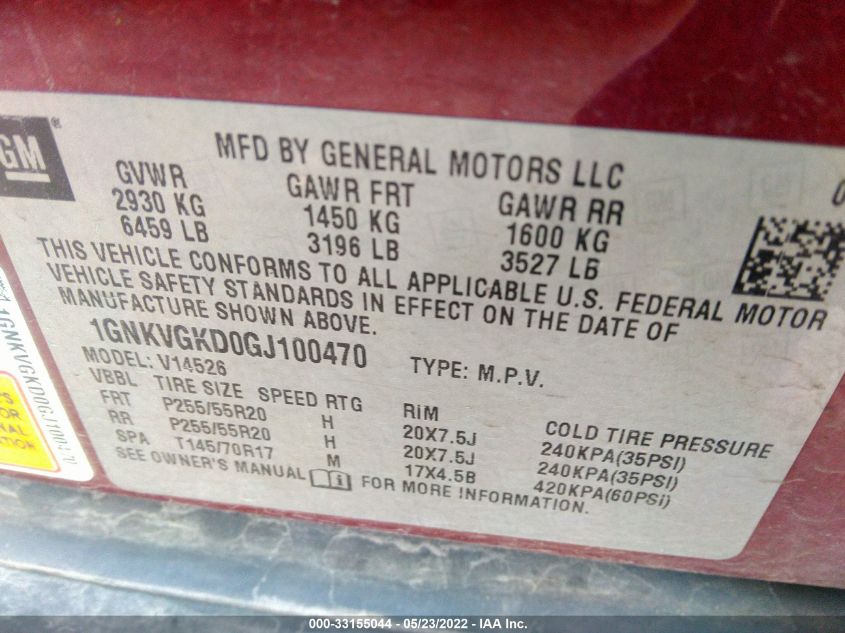 GM®
MFD BY GENERAL MOTORS LLC
0
GVWR GAWR FRT GAWR RR
2930 KG 1450 KG 1600 KG
6459 LB 3196 LB 3527 LB
THIS VEHICLE CONFORMS TO ALL APPLICABLE U.S. FEDERAL MOTOR
VEHICLE SAFETY STANDARDS IN EFFECT ON THE DATE OF
MANUFACTURE SHOWN ABOVE.
1GNKVGKD0GJ100470 TYPE: M.P.V.
MODEL: V14526
VBBL TIRE SIZE SPEED RTG RiM COLD TIRE PRESSURE
FRT P255/55R20 H 20X7.5J 240KPA(35PSI)
RR P255/55R20 H 20X7.5J 240KPA(35PSI)
SPA T145/70R17 M 17X4.5B 420KPA(60PSi)
SEE OWNER'S MANUAL FOR MORE INFORMATION.
1GNKVGKD0GJ100470
000-33155044 - 05/23/2022 - IAA Inc.